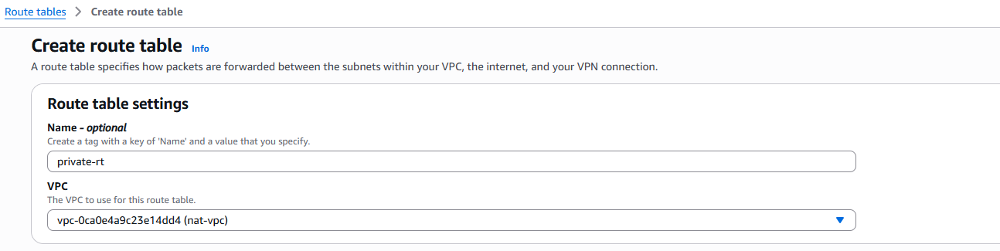 Route tables > Create route table
Create route table Info
A route table specifies how packets are forwarded between the subnets within your VPC, the internet, and your VPN connection.
Route table settings
Name - optional
Create a tag with a key of 'Name' and a value that you specify.
private-rt
VPC
The VPC to use for this route table.
vpc-0ca0e4a9c23e14dd4 (nat-vpc)